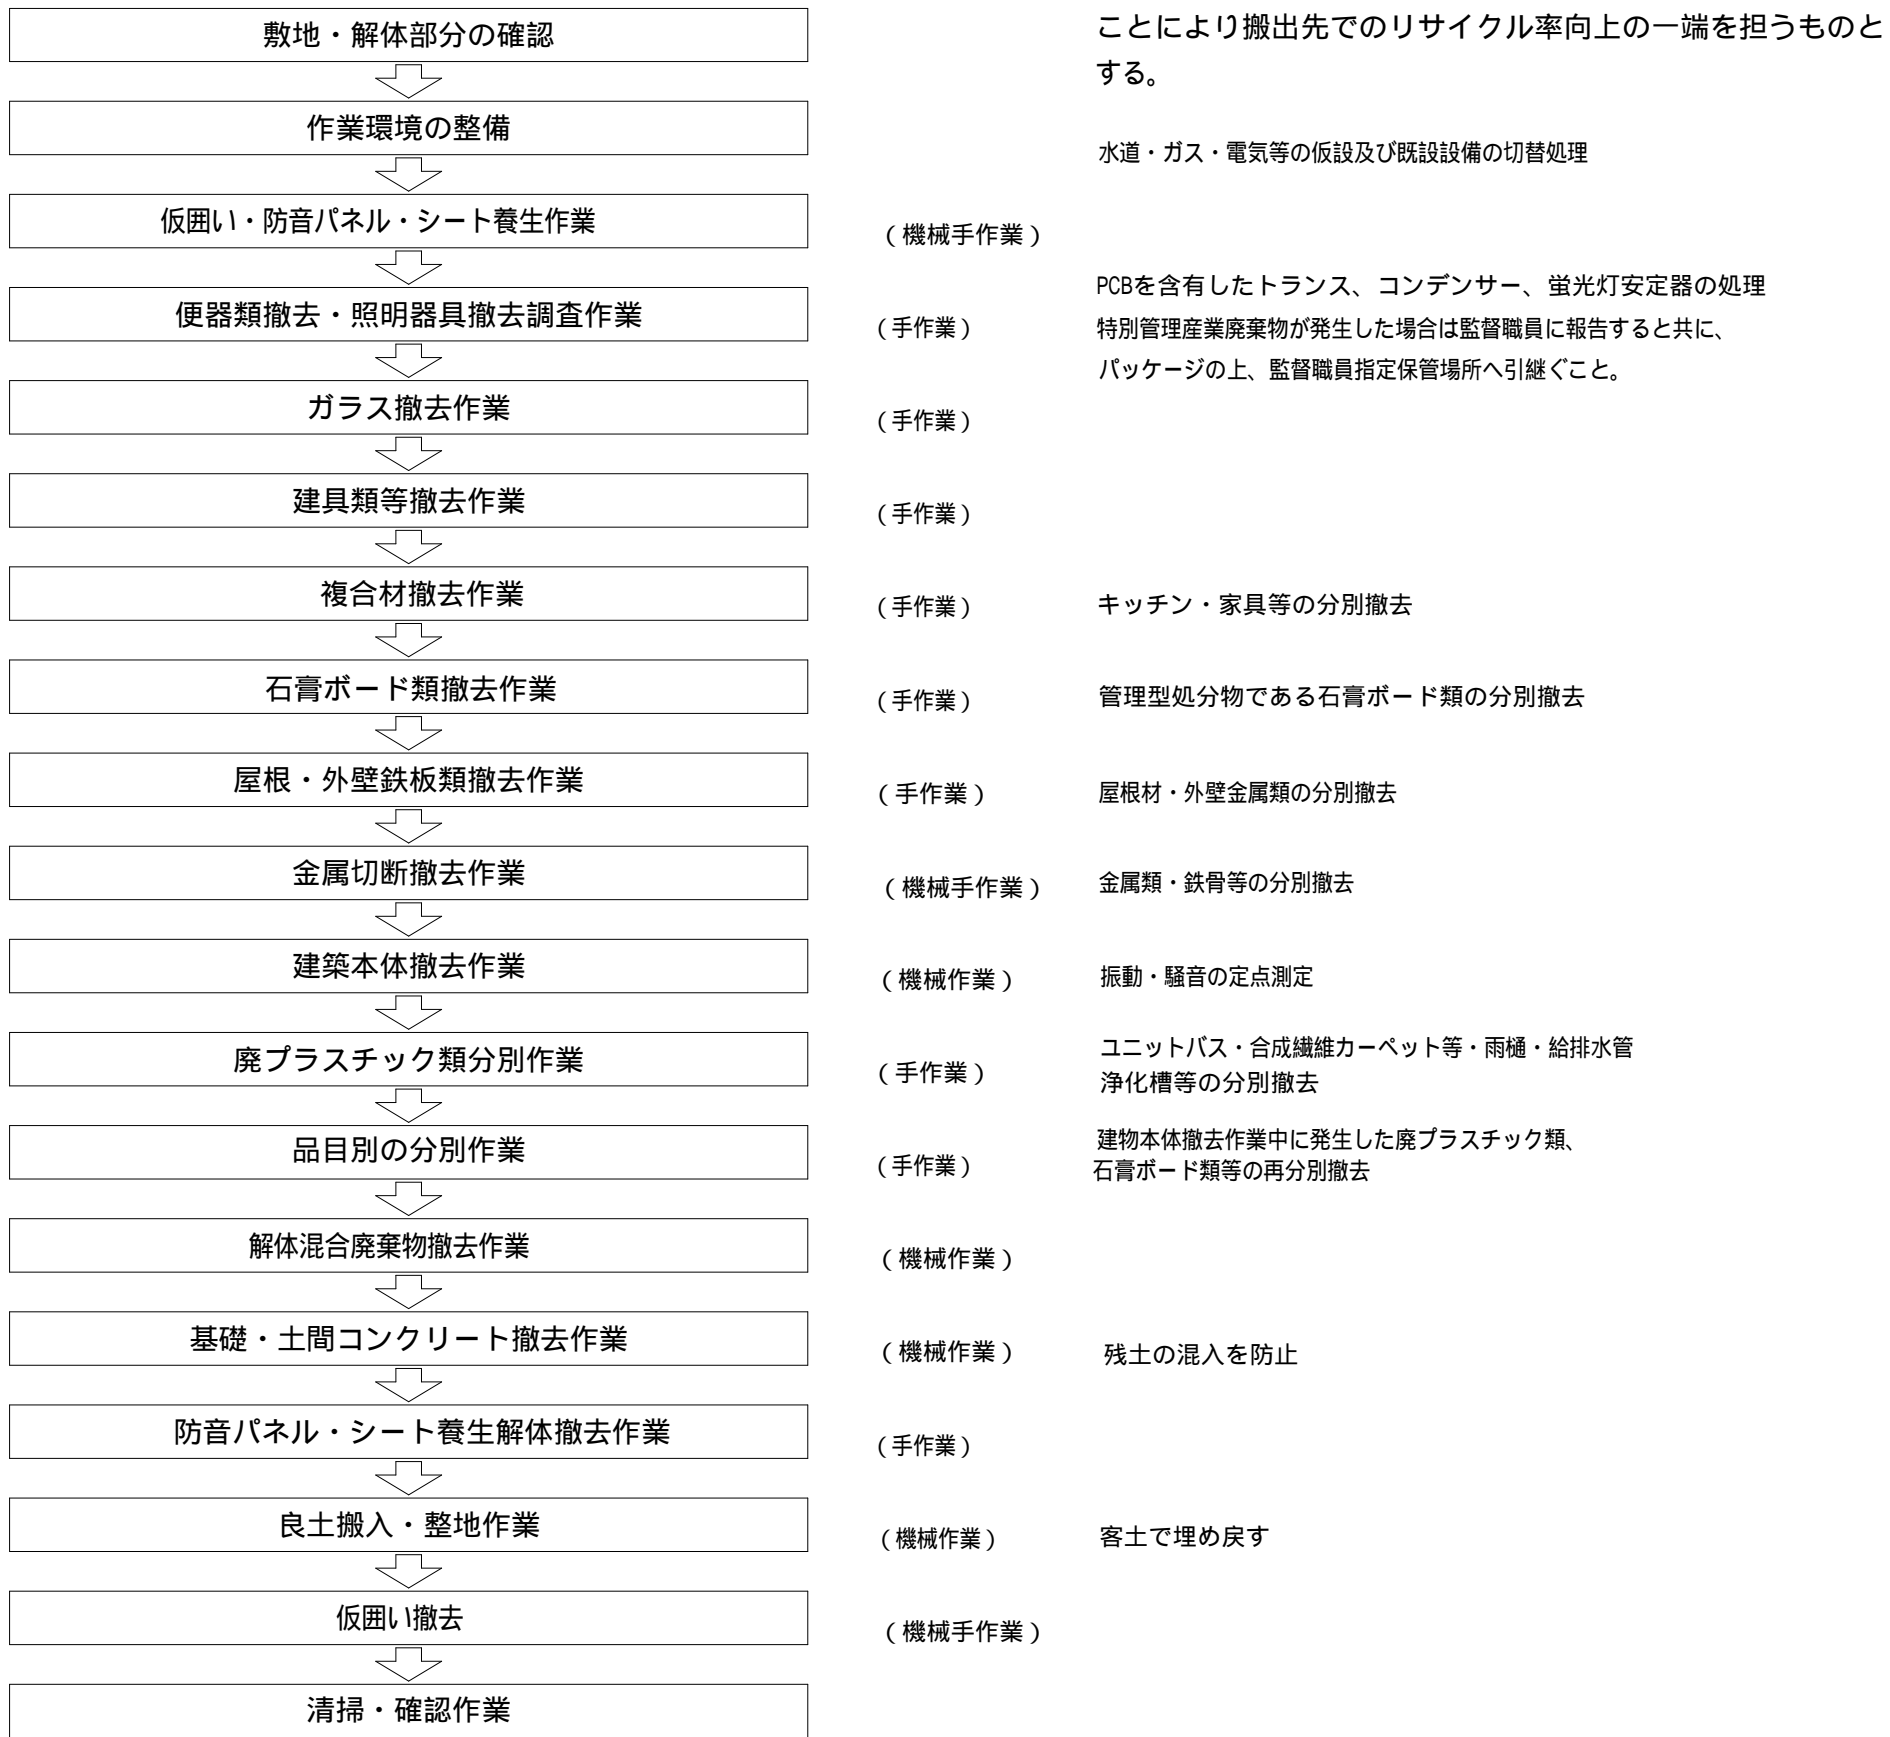 敷地・解体部分の確認
ことにより搬出先でのリサイクル率向上の一端を担うものと
する。
作業環境の整備
水道・ガス・電気等の仮設及び既設設備の切替処理
仮囲い・防音パネル・シート養生作業
(機械手作業)
便器類撤去・照明器具撤去調査作業
(手作業)
PCBを含有したトランス、コンデンサー、蛍光灯安定器の処理
特別管理産業廃棄物が発生した場合は監督職員に報告すると共に、
パッケージの上、監督職員指定保管場所へ引継ぐこと。
ガラス撤去作業
(手作業)
建具類等撤去作業
(手作業)
複合材撤去作業
(手作業)
キッチン・家具等の分別撤去
石膏ボード類撤去作業
(手作業)
管理型処分物である石膏ボード類の分別撤去
屋根・外壁鉄板類撤去作業
(手作業)
屋根材・外壁金属類の分別撤去
金属切断撤去作業
(機械手作業)
金属類・鉄骨等の分別撤去
建築本体撤去作業
(機械作業)
振動・騒音の定点測定
廃プラスチック類分別作業
(手作業)
ユニットバス・合成繊維カーペット等・雨樋・給排水管
浄化槽等の分別撤去
品目別の分別作業
(手作業)
建物本体撤去作業中に発生した廃プラスチック類、
石膏ボード類等の再分別撤去
解体混合廃棄物撤去作業
(機械作業)
基礎・土間コンクリート撤去作業
(機械作業)
残土の混入を防止
防音パネル・シート養生解体撤去作業
(手作業)
良土搬入・整地作業
(機械作業)
客土で埋め戻す
仮囲い撤去
(機械手作業)
清掃・確認作業